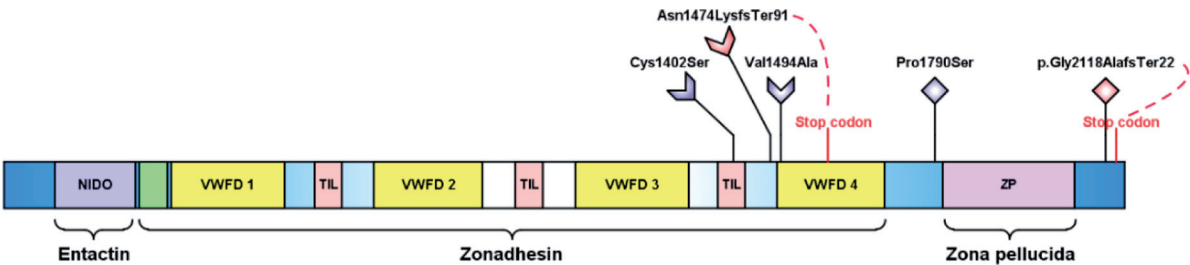 Asn1474LysfsTer91
Cys1402Ser
Val1494Ala
Pro1790Ser
p.Gly2118AlafsTer22
Stop codon
Stop codon
NIDO
VWFD 1
TIL
VWFD 2
TIL
VWFD 3
TIL
VWFD 4
ZP
Entactin
Zonadhesin
Zona pellucida